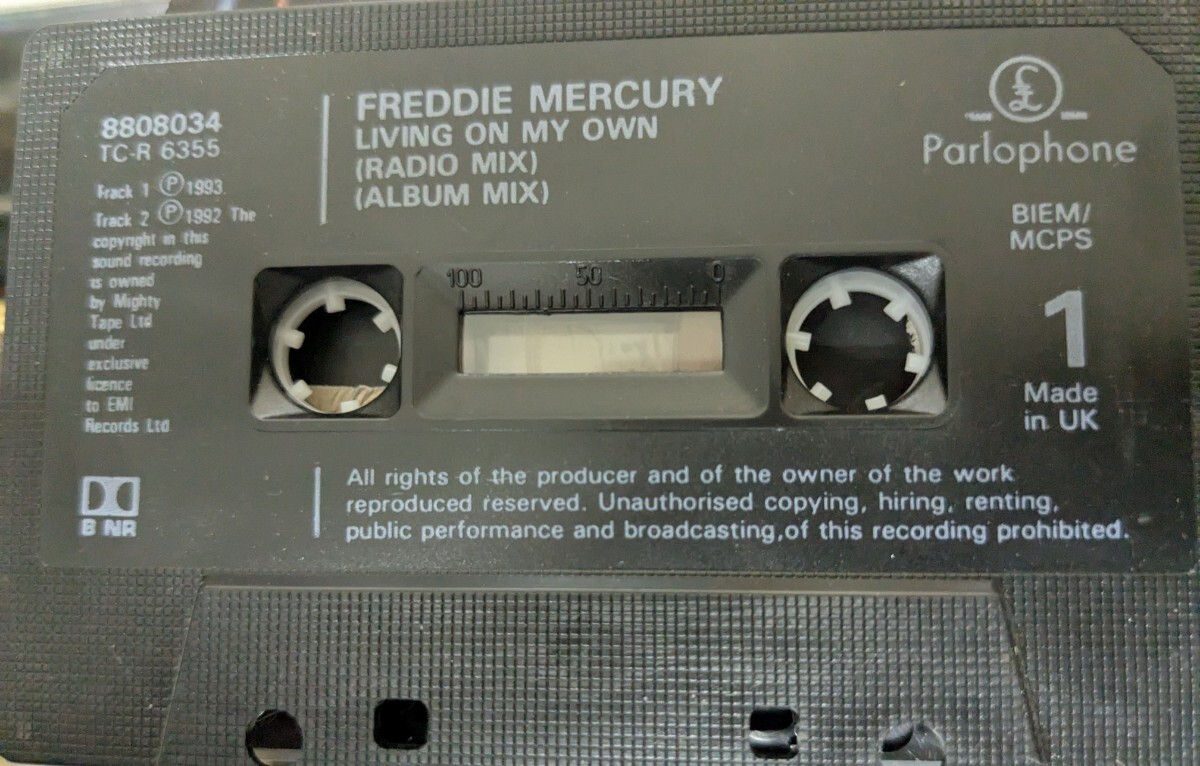 8808034
TC-R 6355
Track 1 Ⓟ 1993.
Track 2 Ⓟ 1992 The
copyright in this
sound recording
is owned
by Mighty
Tape Ltd
under
exclusive
licence
to EMI
Records Ltd
B NR
FREDDIE MERCURY
LIVING ON MY OWN
(RADIO MIX)
(ALBUM MIX)
£
Parlophone
BIEM/
MCPS
1
Made
in UK
100 50 0
All rights of the producer and of the owner of the work
reproduced reserved. Unauthorised copying, hiring, renting,
public performance and broadcasting,of this recording prohibited.